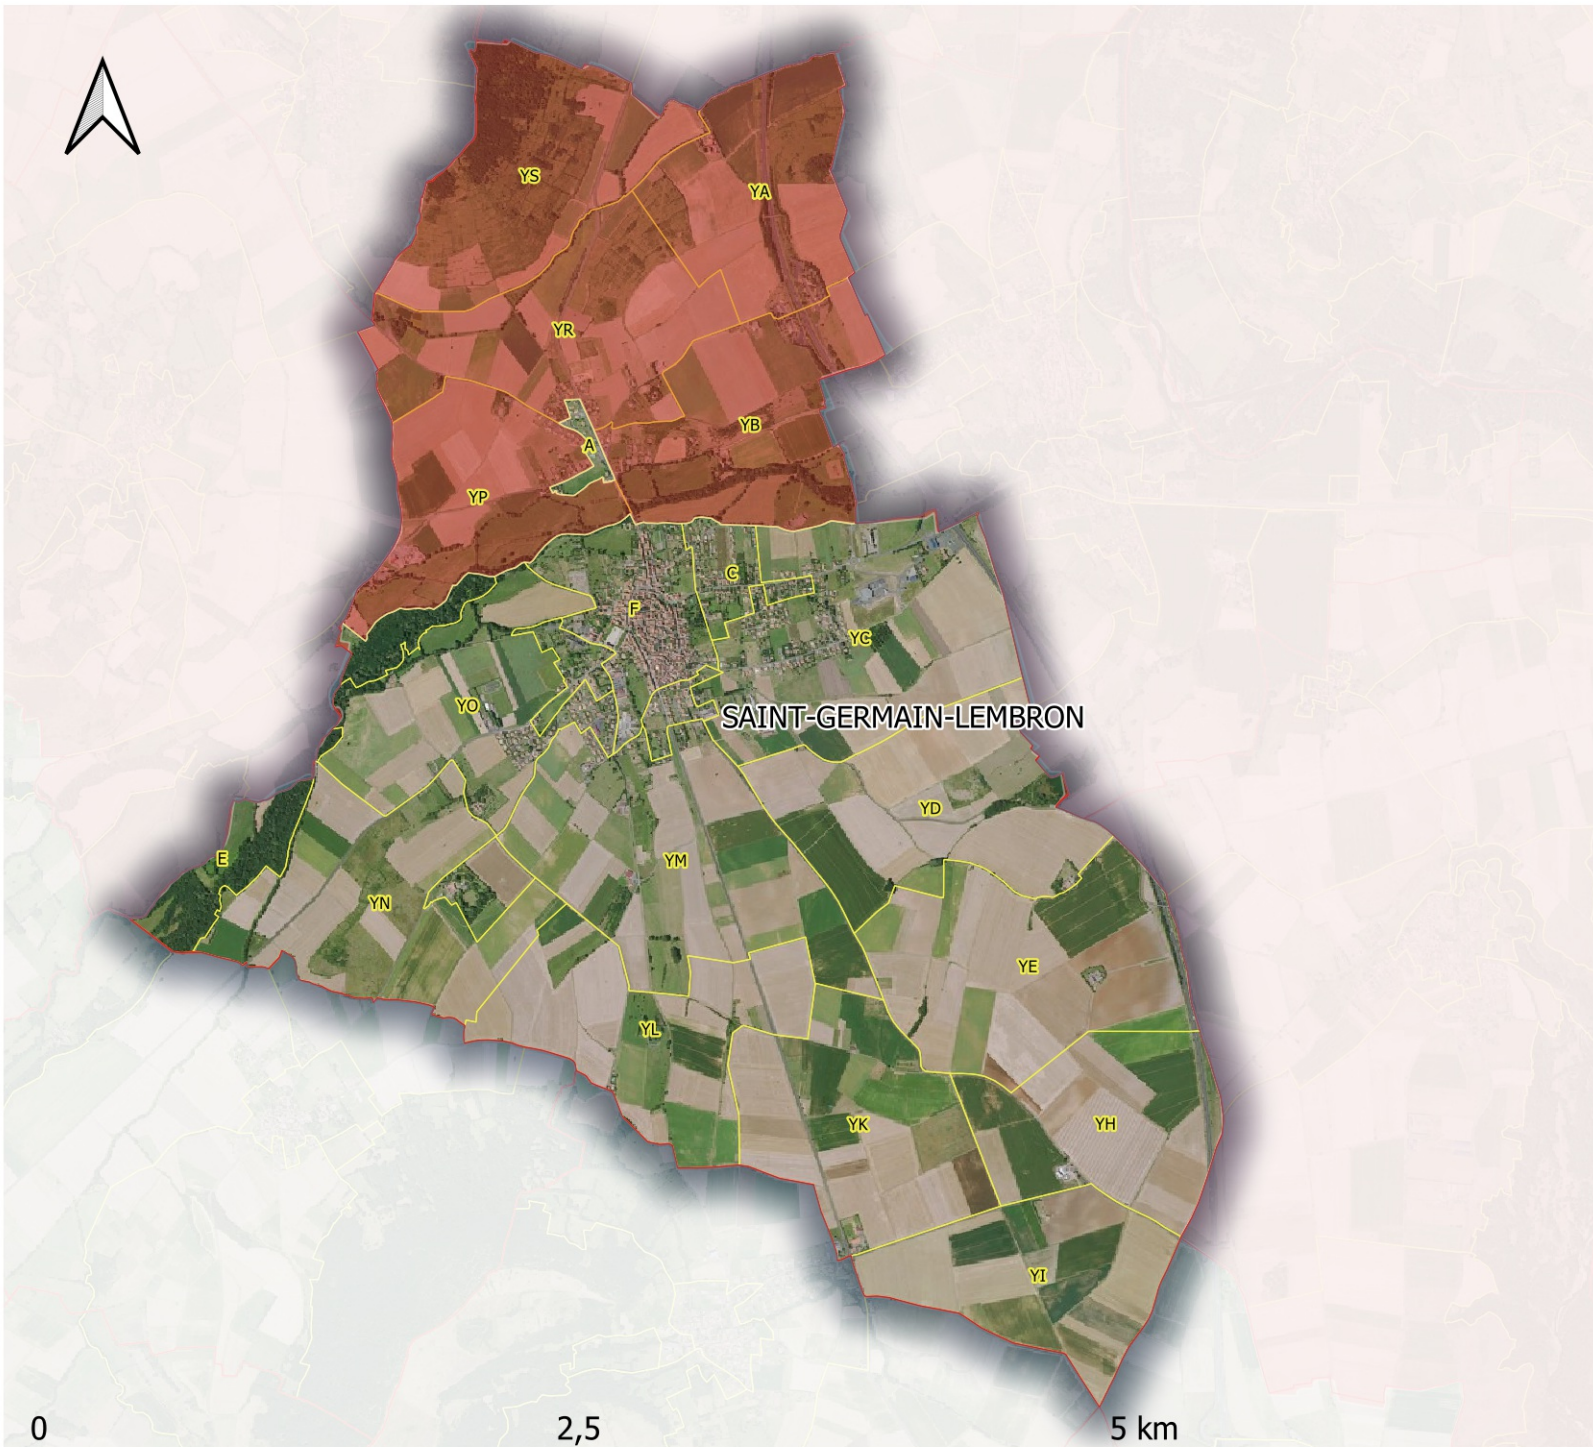 YS
YA
YR
YB
A
YP
C
F
YC
YO
SAINT-GERMAIN-LEMBRON
YD
E
YM
YN
YE
YL
YK
YH
YI
0
2,5
5 km